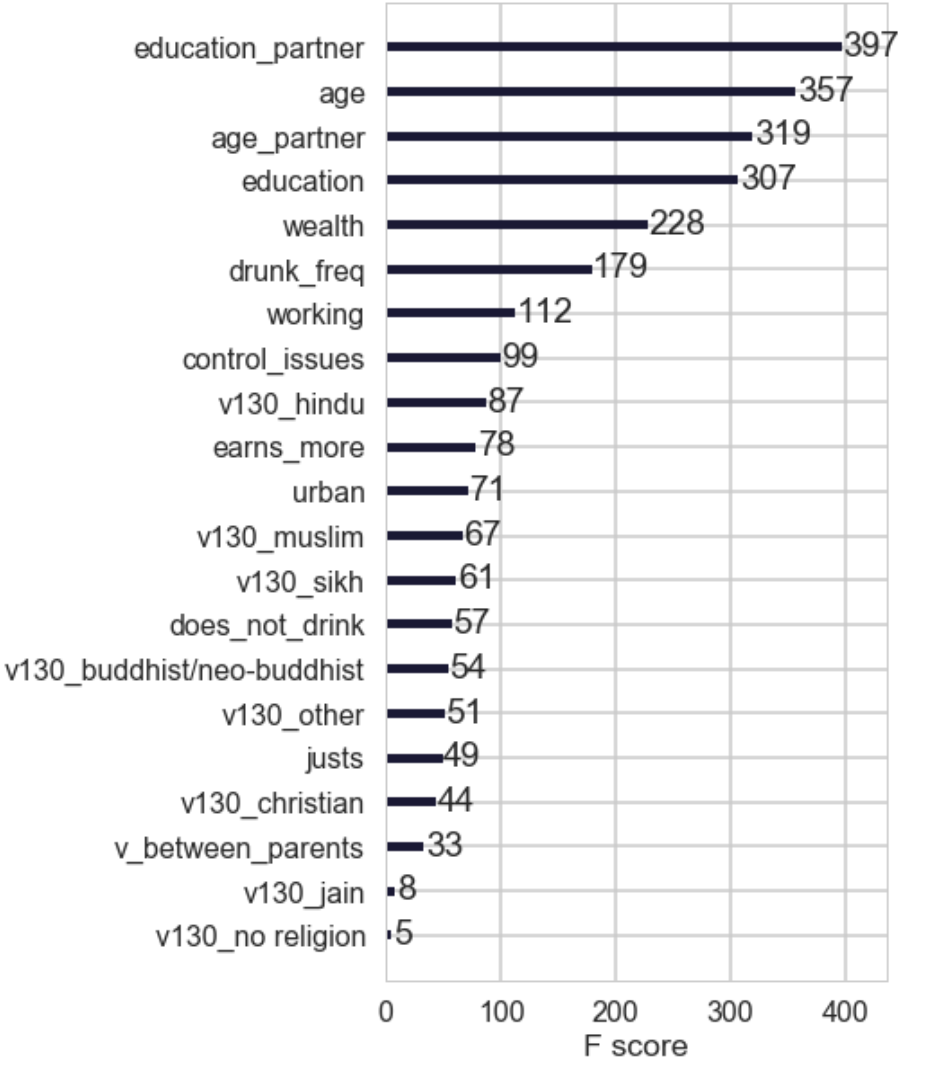 education_partner 397
age 357
age_partner 319
education 307
wealth 228
drunk_freq 179
working 112
control_issues 99
v130_hindu 87
earns_more 78
urban 71
v130_muslim 67
v130_sikh 61
does_not_drink 57
v130_buddhist/neo-buddhist 54
v130_other 51
justs 49
v130_christian 44
v_between_parents 33
v130_jain 8
v130_no religion 5
0 100 200 300 400
F score